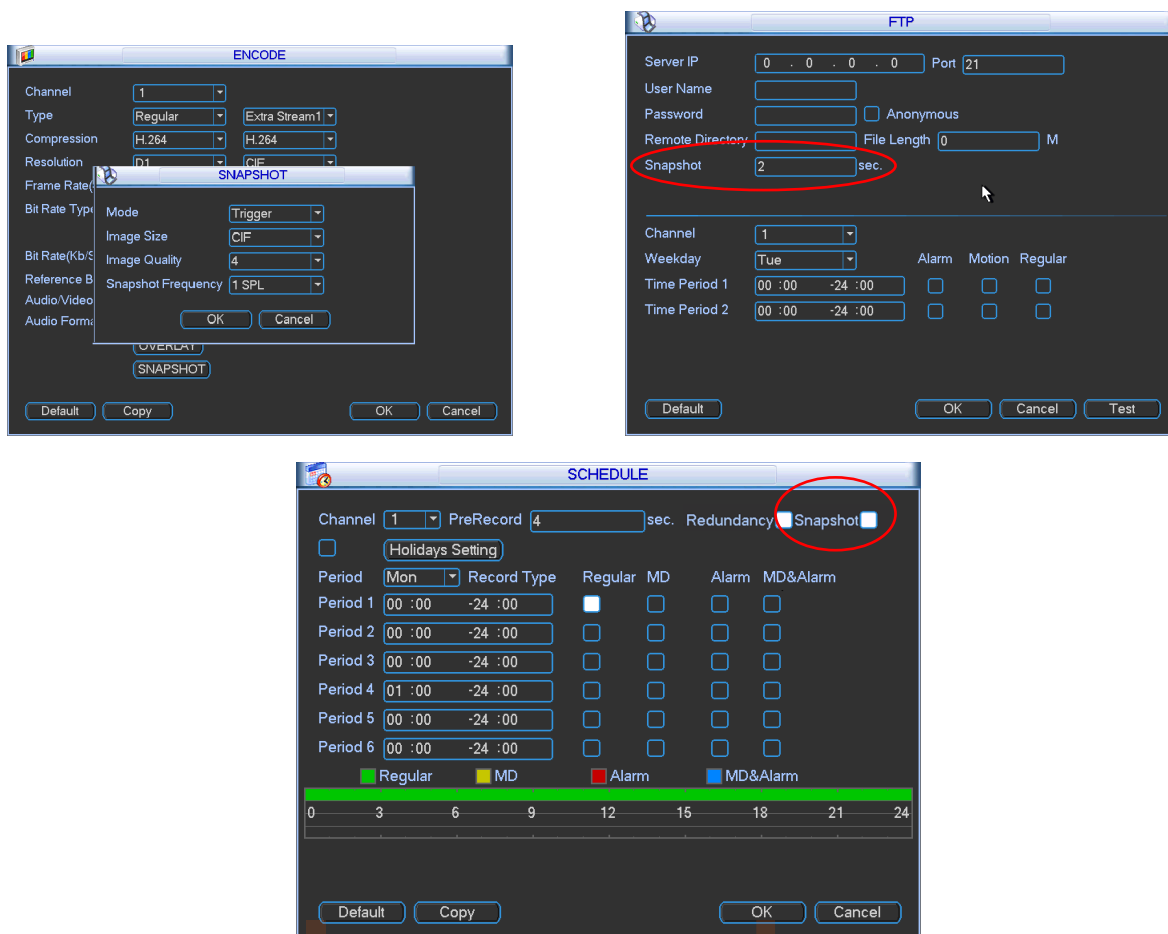 ENCODE
Channel 1
Type Regular Extra Stream1
Compression H.264 H.264
Resolution D1 CIF
Frame Rate(
Bit Rate Type
Bit Rate(Kb/S
Reference B
Audio/Video
Audio Forma
SNAPSHOT
Mode Trigger
Image Size CIF
Image Quality 4
Snapshot Frequency 1 SPL
OK Cancel
OVERLAY
SNAPSHOT
Default Copy OK Cancel
FTP
Server IP 0 . 0 . 0 . 0 Port 21
User Name
Password Anonymous
Remote Directory File Length 0 M
Snapshot 2 sec.
Channel 1
Weekday Tue Alarm Motion Regular
Time Period 1 00 :00 -24 :00
Time Period 2 00 :00 -24 :00
Default OK Cancel Test
SCHEDULE
Channel 1 PreRecord 4 sec. Redundancy Snapshot
Holidays Setting
Period Mon Record Type Regular MD Alarm MD&Alarm
Period 1 00 :00 -24 :00
Period 2 00 :00 -24 :00
Period 3 00 :00 -24 :00
Period 4 01 :00 -24 :00
Period 5 00 :00 -24 :00
Period 6 00 :00 -24 :00
Regular MD Alarm MD&Alarm
0 3 6 9 12 15 18 21 24
Default Copy OK Cancel